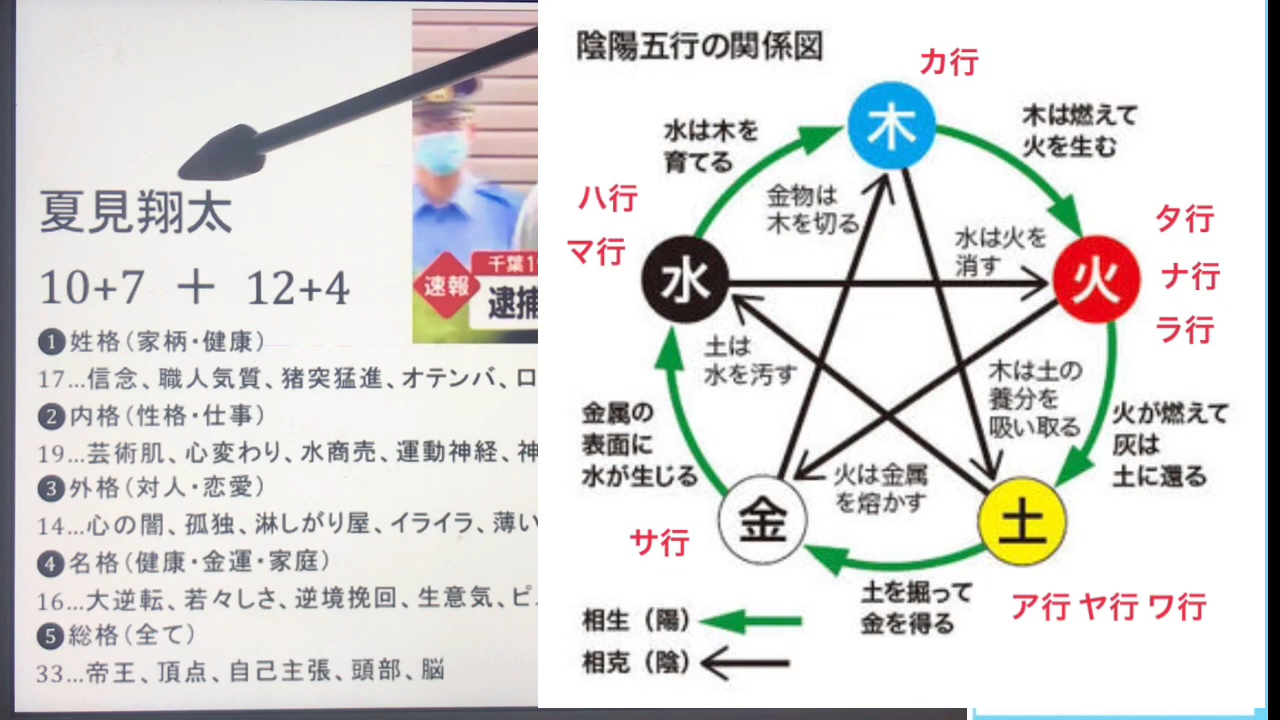 夏見翔太
10+7 ＋ 12+4
速報
千葉1
逮捕
❶姓格（家柄・健康）
17…信念、職人気質、猪突猛進、オテンバ、ロ
❷内格（性格・仕事）
19…芸術肌、心変わり、水商売、運動神経、神
❸外格（対人・恋愛）
14…心の闇、孤独、淋しがり屋、イライラ、薄い
❹名格（健康・金運・家庭）
16…大逆転、若々しさ、逆境挽回、生意気、ピ
❺総格（全て）
33…帝王、頂点、自己主張、頭部、脳
陰陽五行の関係図
カ行
木
水は木を
育てる
木は燃えて
火を生む
ハ行
マ行
金物は
木を切る
水は火を
消す
タ行
ナ行
ラ行
水
火
土は
水を汚す
木は土の
養分を
吸い取る
金属の
表面に
水が生じる
火が燃えて
灰は
土に還る
火は金属
を熔かす
サ行
金
土
土を掘って
金を得る
ア行 ヤ行 ワ行
相生（陽）
相克（陰）